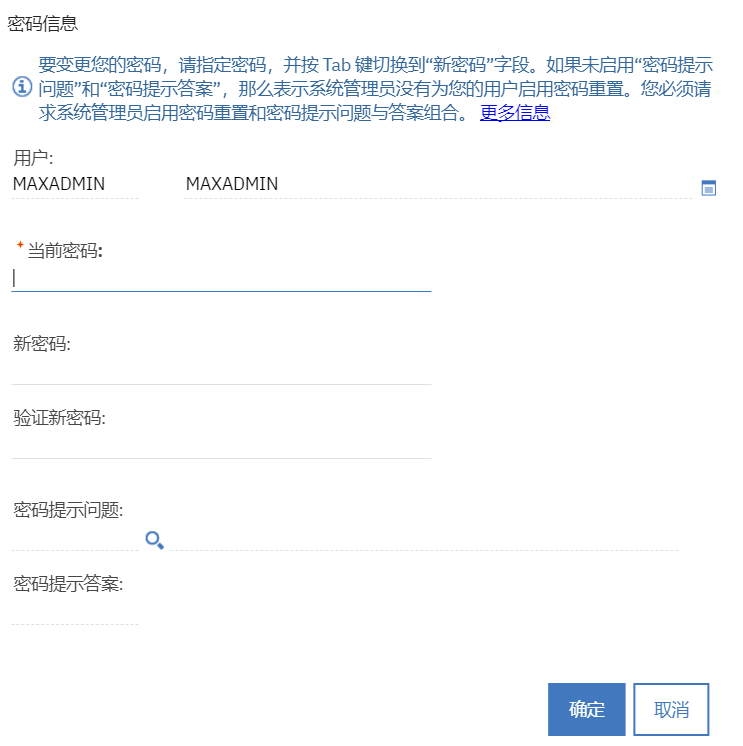 密码信息
要变更您的密码，请指定密码，并按 Tab 键切换到“新密码”字段。如果未启用“密码提示
问题”和“密码提示答案”，那么表示系统管理员没有为您的用户启用密码重置。您必须请
求系统管理员启用密码重置和密码提示问题与答案组合。 更多信息
用户:
MAXADMIN MAXADMIN
当前密码:
新密码:
验证新密码:
密码提示问题:
密码提示答案:
确定 取消